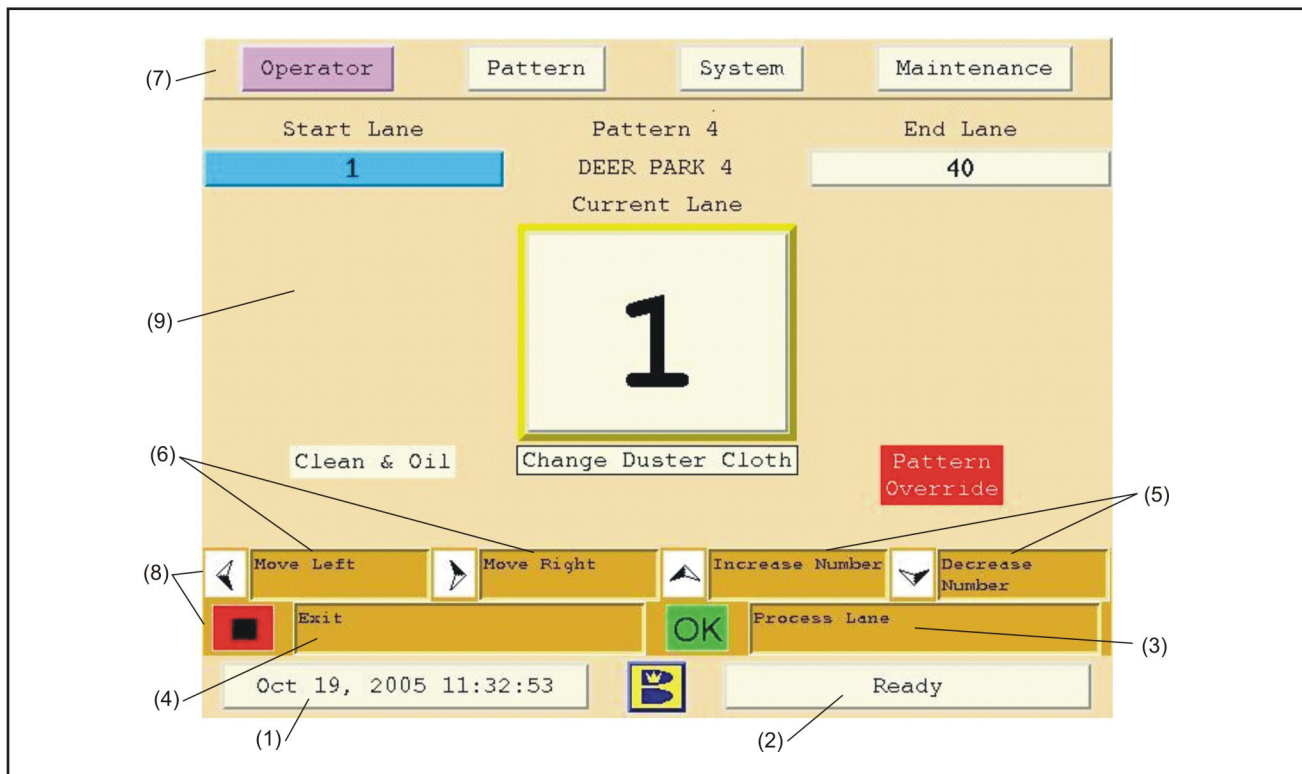 (7) Operator Pattern System Maintenance
Start Lane Pattern 4 End Lane
1 DEER PARK 4 40
Current Lane
1
(9)
(6) Clean & Oil Change Duster Cloth Pattern
Override
(5)
(8) Move Left Move Right Increase Number Decrease
Number
Exit OK Process Lane
(3)
(4) Oct 19, 2005 11:32:53 B Ready
(1) (2)